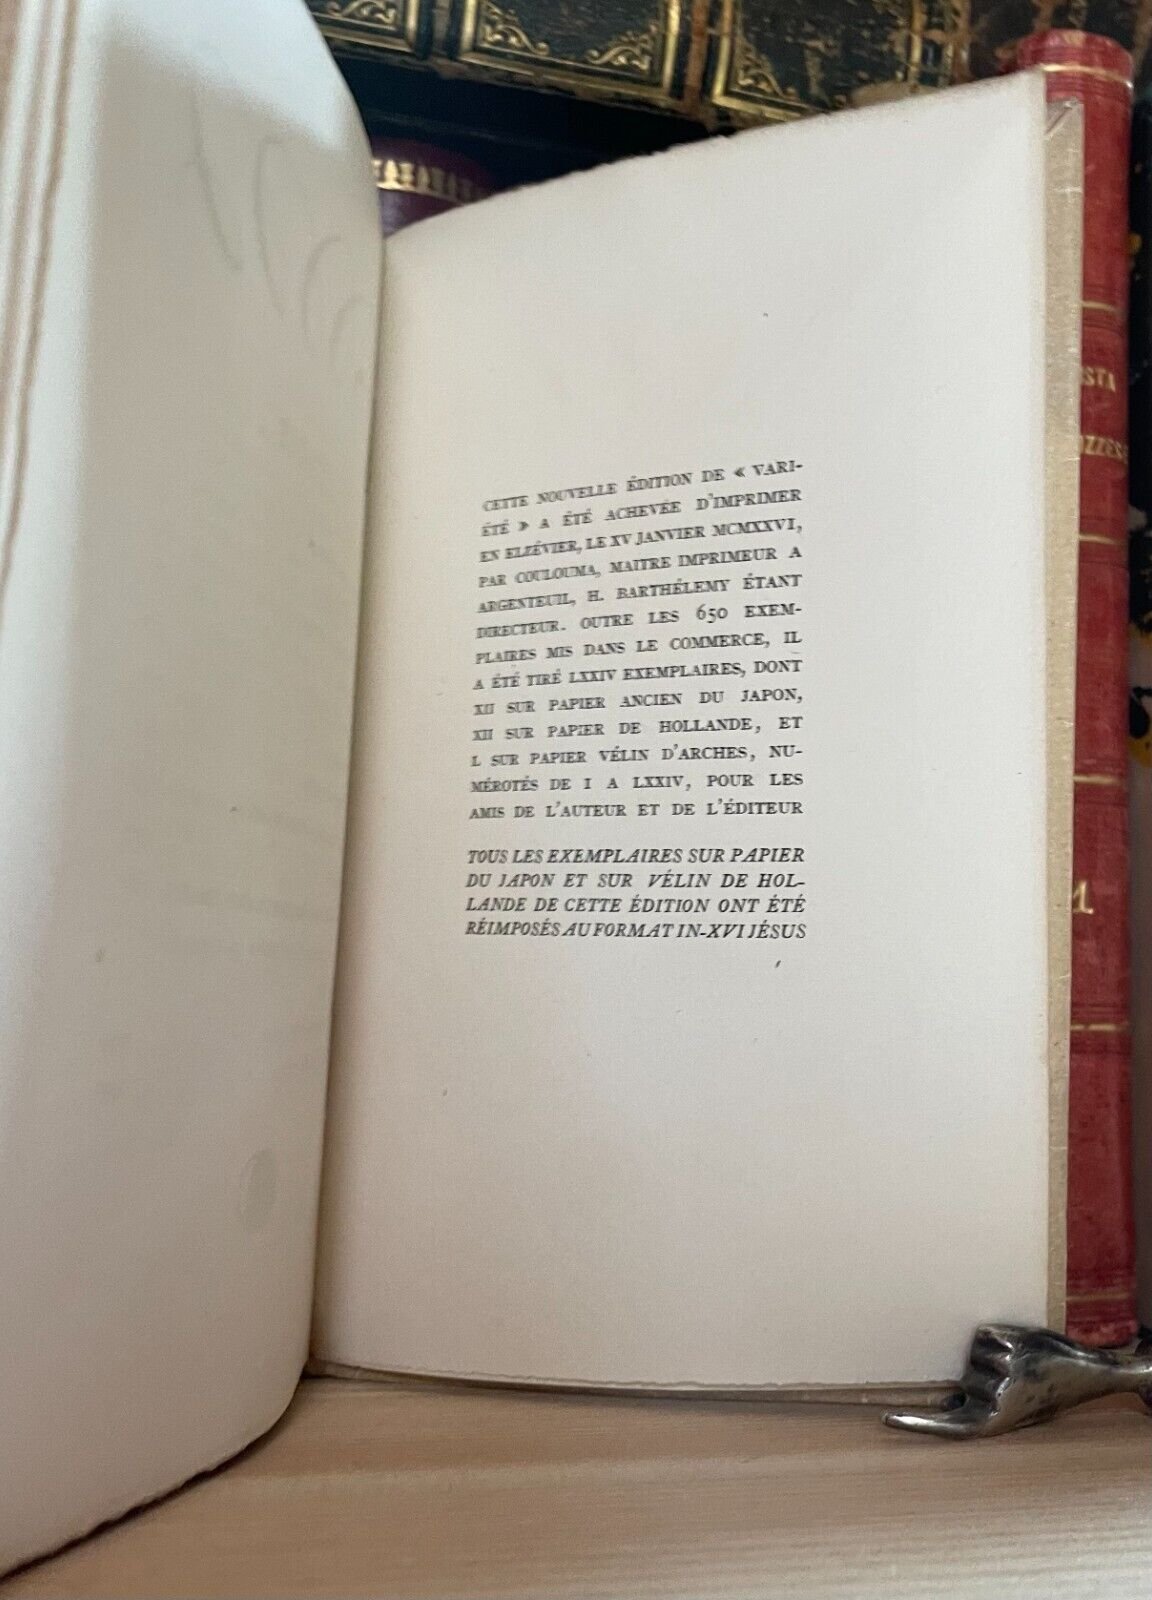 CETTE NOUVELLE ÉDITION DE « VARI-
ÉTÉ » A ÉTÉ ACHEVÉE D'IMPRIMER
EN ELZÉVIER, LE XV JANVIER MCMXXVI,
PAR COULOUMA, MAITRE IMPRIMEUR A
ARGENTEUIL, H. BARTHÉLEMY ÉTANT
DIRECTEUR. OUTRE LES 650 EXEM-
PLAIRES MIS DANS LE COMMERCE, IL
A ÉTÉ TIRÉ LXXIV EXEMPLAIRES, DONT
XII SUR PAPIER ANCIEN DU JAPON,
XII SUR PAPIER DE HOLLANDE, ET
L SUR PAPIER VÉLIN D'ARCHES, NU-
MÉROTÉS DE I A LXXIV, POUR LES
AMIS DE L'AUTEUR ET DE L'ÉDITEUR
TOUS LES EXEMPLAIRES SUR PAPIER
DU JAPON ET SUR VÉLIN DE HOL-
LANDE DE CETTE ÉDITION ONT ÉTÉ
RÉIMPOSÉS AU FORMAT IN-XVI JÉSUS